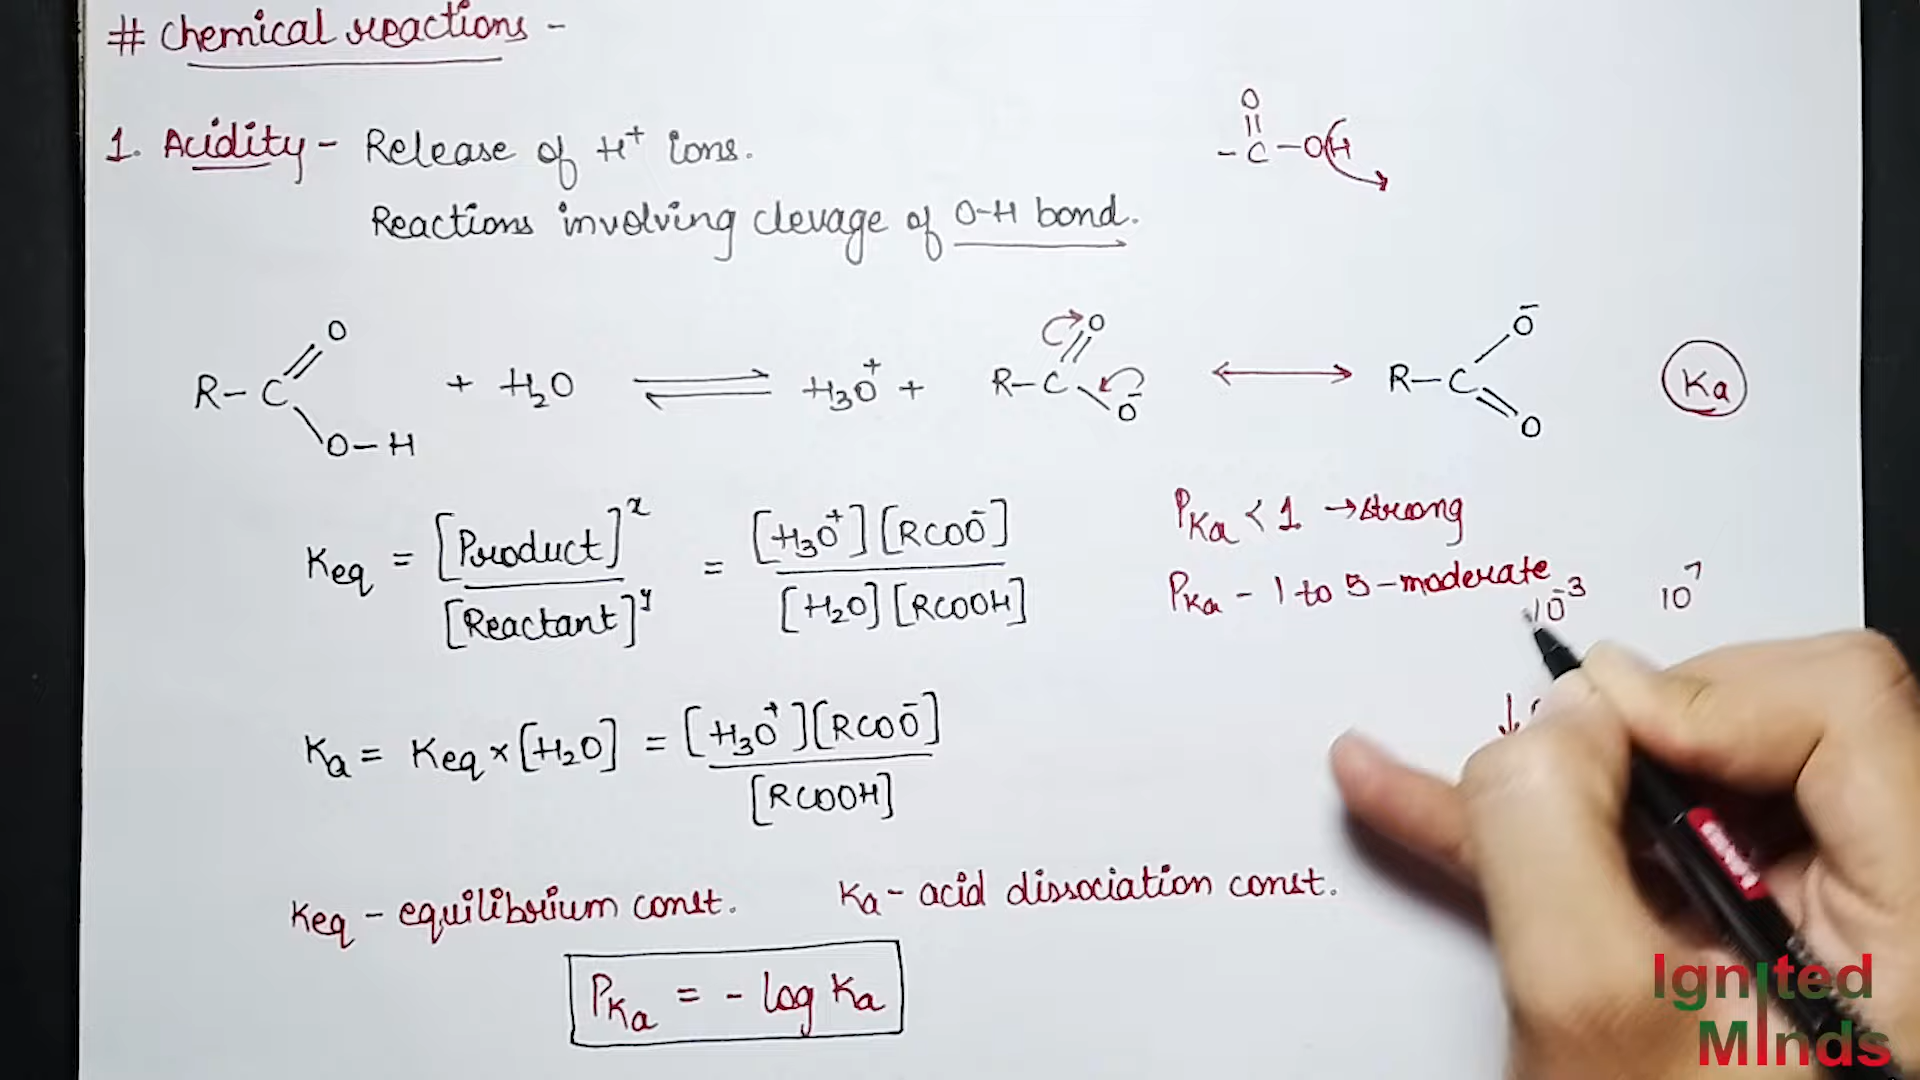 # Chemical reactions -
1. Acidity - Release of H⁺ ions.
Reactions involving clevage of O-H bond.
O
- C - OH
R-C O O-H + H₂O ⇌ H₃O⁺ + R-C O O⁻ ↔ R-C O⁻ O
Ka
Keq = [Product]ˣ / [Reactant]ʸ = [H₃O⁺][RCOO⁻] / [H₂O][RCOOH]
PKa < 1 → strong
PKa - 1 to 5 - moderate
10⁻³ 10⁷
Ka = Keq × [H₂O] = [H₃O⁺][RCOO⁻] / [RCOOH]
Keq - equilibrium const. Ka - acid dissociation const.
PKa = - log Ka
Ignited
Minds